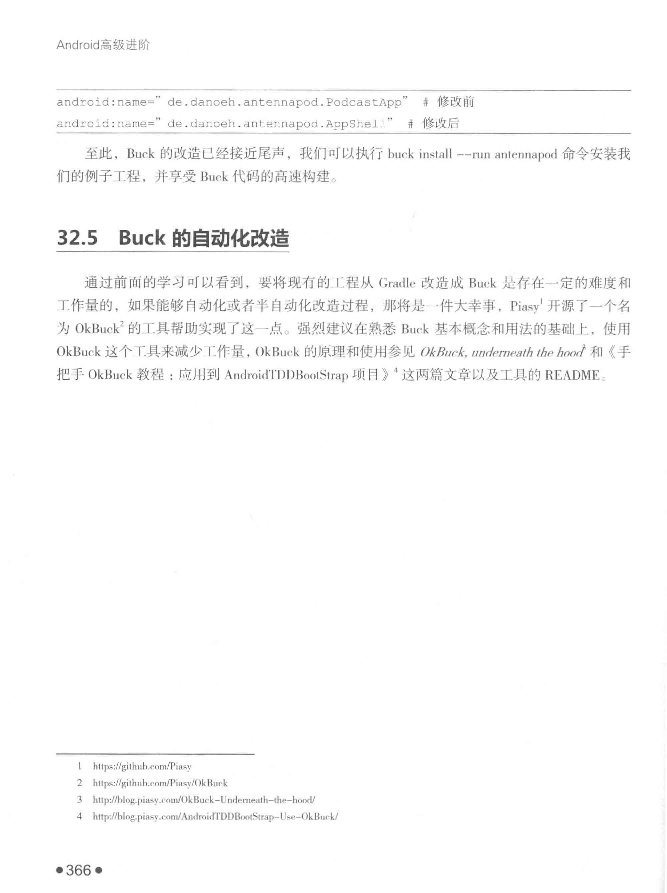 Android高级进阶
android:name=" de.danoeh.antennapod.PodcastApp" # 修改前
android:name=" de.danoeh.antennapod.AppShell" # 修改后
至此，Buck 的改造已经接近尾声，我们可以执行 buck install --run antennapod 命令安装我
们的例子工程，并享受 Buck 代码的高速构建。
32.5 Buck 的自动化改造
通过前面的学习可以看到，要将现有的工程从 Gradle 改造成 Buck 是存在一定的难度和
工作量的，如果能够自动化或者半自动化改造过程，那将是一件大幸事，Piasy1 开源了一个名
为 OkBuck2 的工具帮助实现了这一点。强烈建议在熟悉 Buck 基本概念和用法的基础上，使用
OkBuck 这个工具来减少工作量，OkBuck 的原理和使用参见 OkBuck, underneath the hood3 和《手
把手 OkBuck 教程：应用到 AndroidTDDBootStrap 项目》4 这两篇文章以及工具的 README。
1 https://github.com/Piasy
2 https://github.com/Piasy/OkBuck
3 http://blog.piasy.com/OkBuck-Underneath-the-hood/
4 http://blog.piasy.com/AndroidTDDBootStrap-Use-OkBuck/
●366●